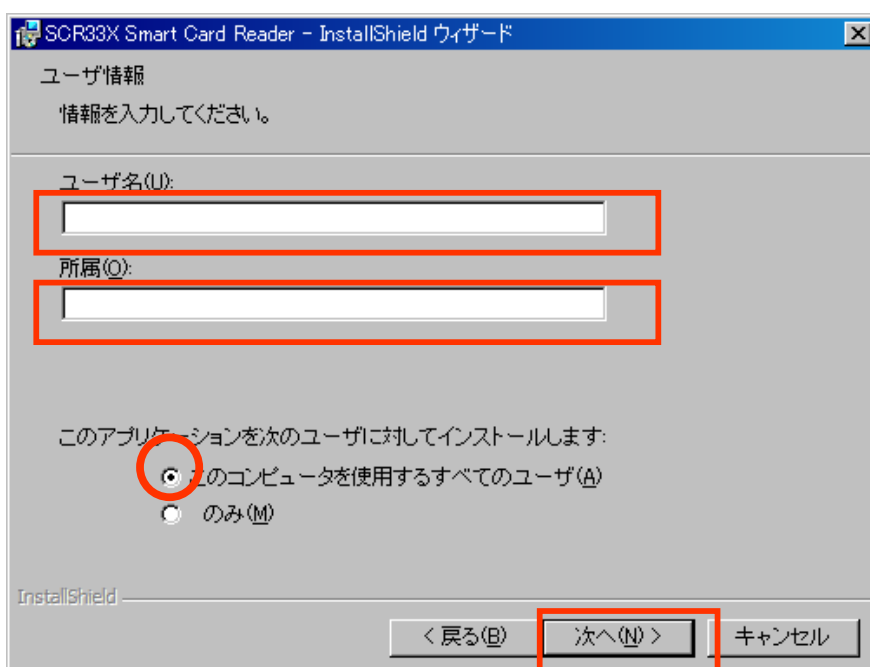 SCR33X Smart Card Reader - InstallShield ウィザード
ユーザ情報
情報を入力してください。
ユーザ名(U):
所属(O):
このアプリケーションを次のユーザに対してインストールします:
このコンピュータを使用するすべてのユーザ(A)
のみ(M)
InstallShield
< 戻る(B)
次へ(N) >
キャンセル